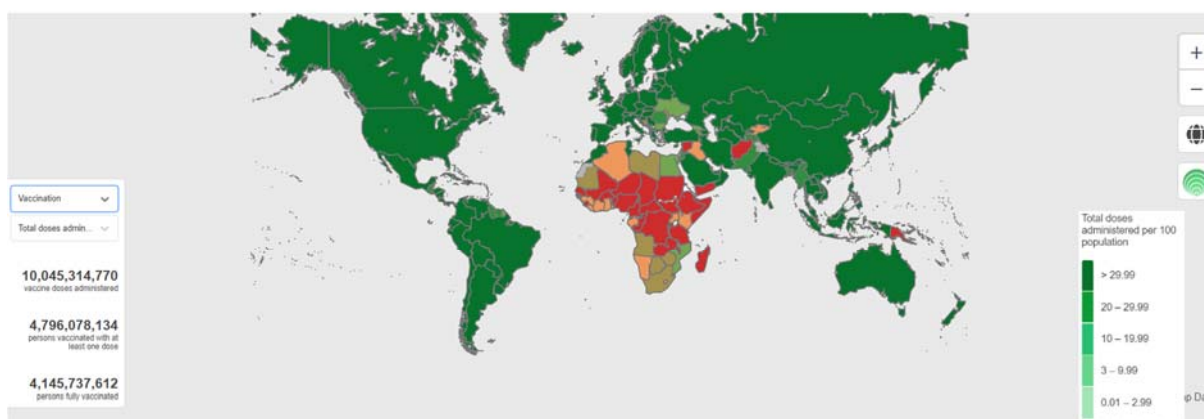 Vaccination
Total doses admin...
10,045,314,770
vaccine doses administered
4,796,078,134
persons vaccinated with at
least one dose
4,145,737,612
persons fully vaccinated
+
−
Total doses
administered per 100
population
> 29.99
20 – 29.99
10 – 19.99
3 – 9.99
0.01 – 2.99